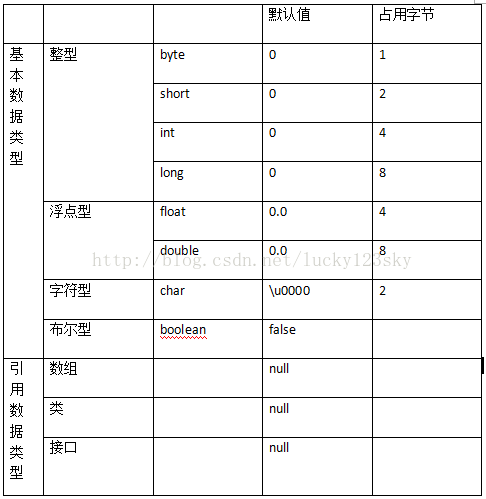 默认值 占用字节
基本数据类型 整型 byte 0 1
short 0 2
int 0 4
long 0 8
浮点型 float 0.0 4
double 0.0 8
http://blog.csdn.net/lucky123sky
字符型 char \u0000 2
布尔型 boolean false
引用数据类型 数组 null
类 null
接口 null